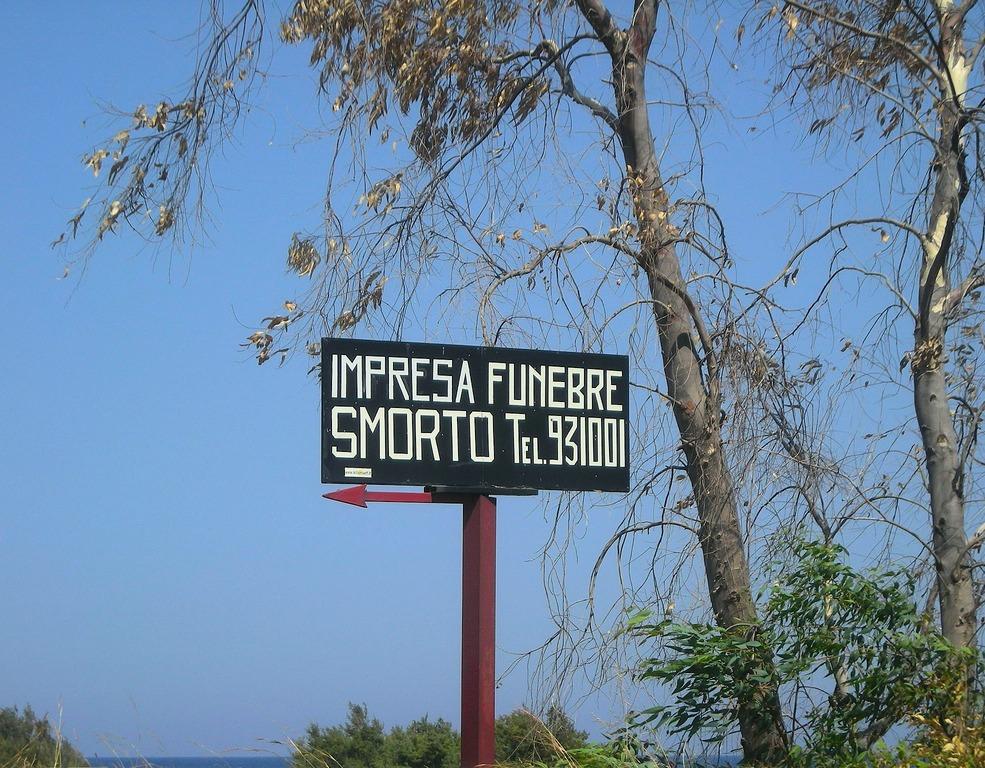 IMPRESA FUNEBRE
SMORTO TEL. 931001